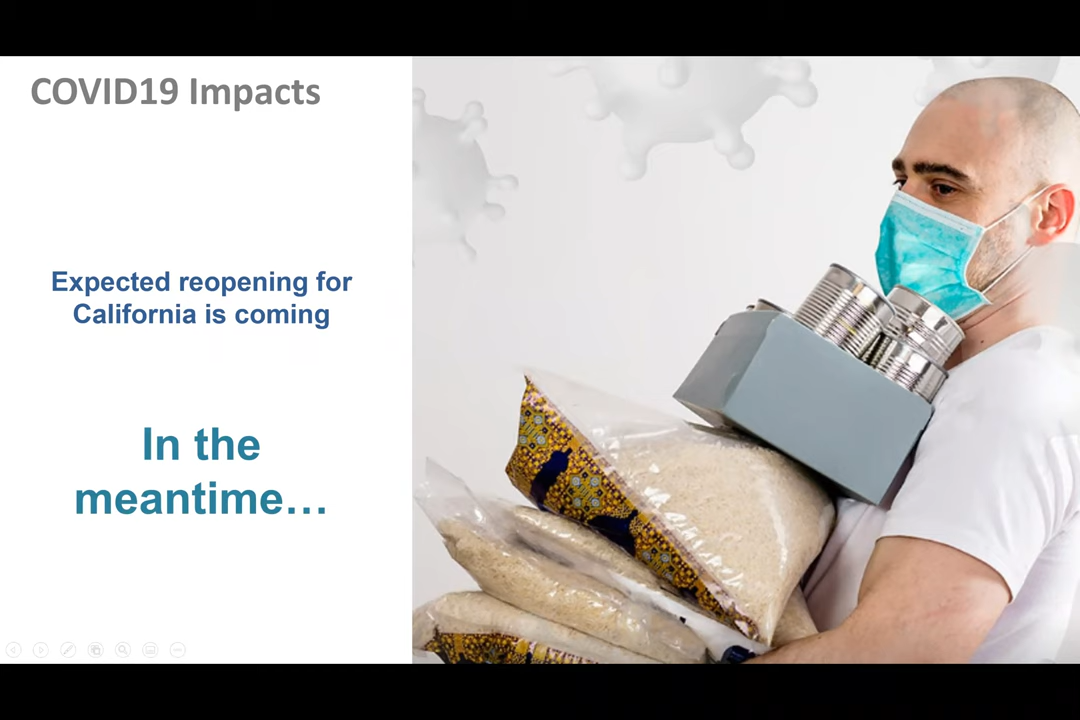 COVID19 Impacts
Expected reopening for
California is coming
In the
meantime…